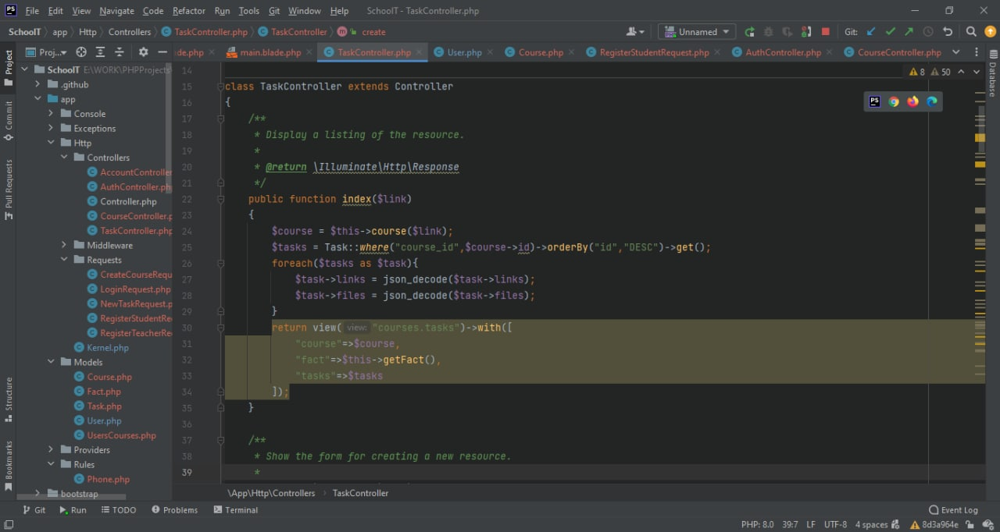 PS File Edit View Navigate Code Refactor Run Tools Git Window Help SchoolT - TaskController.php
SchoolT app Http Controllers TaskController.php TaskController create Unnamed Git:
Proj... de.php main.blade.php TaskController.php User.php Course.php RegisterStudentRequest.php AuthController.php CourseController.php
Project
Commit
Pull Requests
Structure
Bookmarks
SchoolT E:\WORK\PHPProjects
.github
app
Console
Exceptions
Http
Controllers
AccountController
AuthController.ph
Controller.php
CourseController.p
TaskController.php
Middleware
Requests
CreateCourseRequ
LoginRequest.php
NewTaskRequest.p
RegisterStudentRe
RegisterTeacherRe
Kernel.php
Models
Course.php
Fact.php
Task.php
User.php
UsersCourses.php
Providers
Rules
Phone.php
bootstrap
8 50
PS
14
15 class TaskController extends Controller
16 {
17 /**
18 * Display a listing of the resource.
19 *
20 * @return \Illuminate\Http\Response
21 */
22 public function index($link)
23 {
24 $course = $this->course($link);
25 $tasks = Task::where("course_id",$course->id)->orderBy("id","DESC")->get();
26 foreach($tasks as $task){
27 $task->links = json_decode($task->links);
28 $task->files = json_decode($task->files);
29 }
30 return view( view: "courses.tasks")->with([
31 "course"=>$course,
32 "fact"=>$this->getFact(),
33 "tasks"=>$tasks
34 ]);
35 }
36
37 /**
38 * Show the form for creating a new resource.
39 *
\App\Http\Controllers TaskController
Database
Git Run TODO Problems Terminal Event Log
PHP: 8.0 39:7 LF UTF-8 4 spaces 8d3a964e